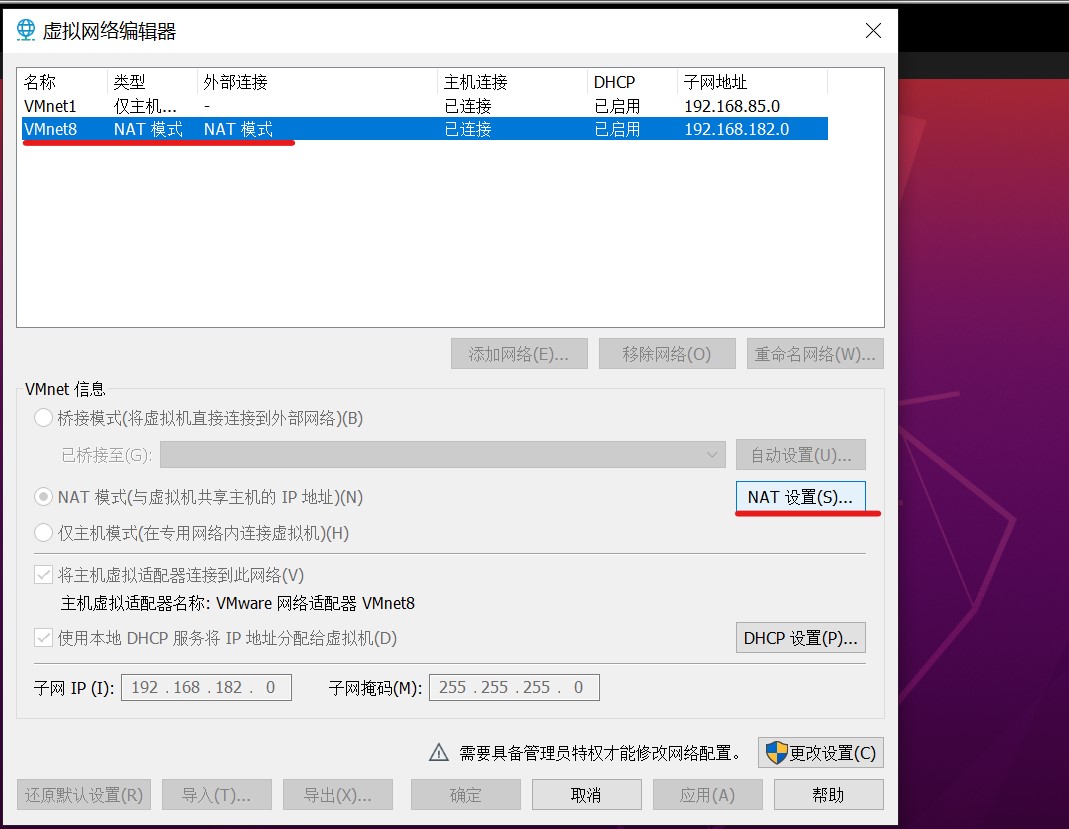 虚拟网络编辑器
名称 类型 外部连接 主机连接 DHCP 子网地址
VMnet1 仅主机... - 已连接 已启用 192.168.85.0
VMnet8 NAT 模式 NAT 模式 已连接 已启用 192.168.182.0
添加网络(E)... 移除网络(O) 重命名网络(W)...
VMnet 信息
桥接模式(将虚拟机直接连接到外部网络)(B)
已桥接至(G): 自动设置(U)...
NAT 模式(与虚拟机共享主机的 IP 地址)(N) NAT 设置(S)...
仅主机模式(在专用网络内连接虚拟机)(H)
将主机虚拟适配器连接到此网络(V)
主机虚拟适配器名称: VMware 网络适配器 VMnet8
使用本地 DHCP 服务将 IP 地址分配给虚拟机(D) DHCP 设置(P)...
子网 IP (I): 192 . 168 . 182 . 0 子网掩码(M): 255 . 255 . 255 . 0
需要具备管理员特权才能修改网络配置。 更改设置(C)
还原默认设置(R) 导入(T)... 导出(X)... 确定 取消 应用(A) 帮助